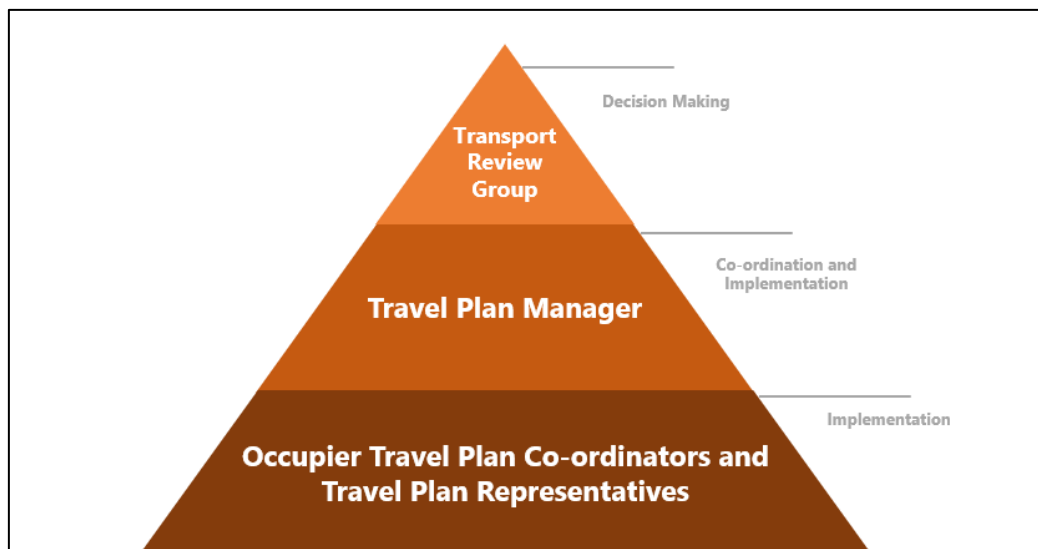 Decision Making
Transport
Review
Group
Co-ordination and
Implementation
Travel Plan Manager
Implementation
Occupier Travel Plan Co-ordinators and
Travel Plan Representatives